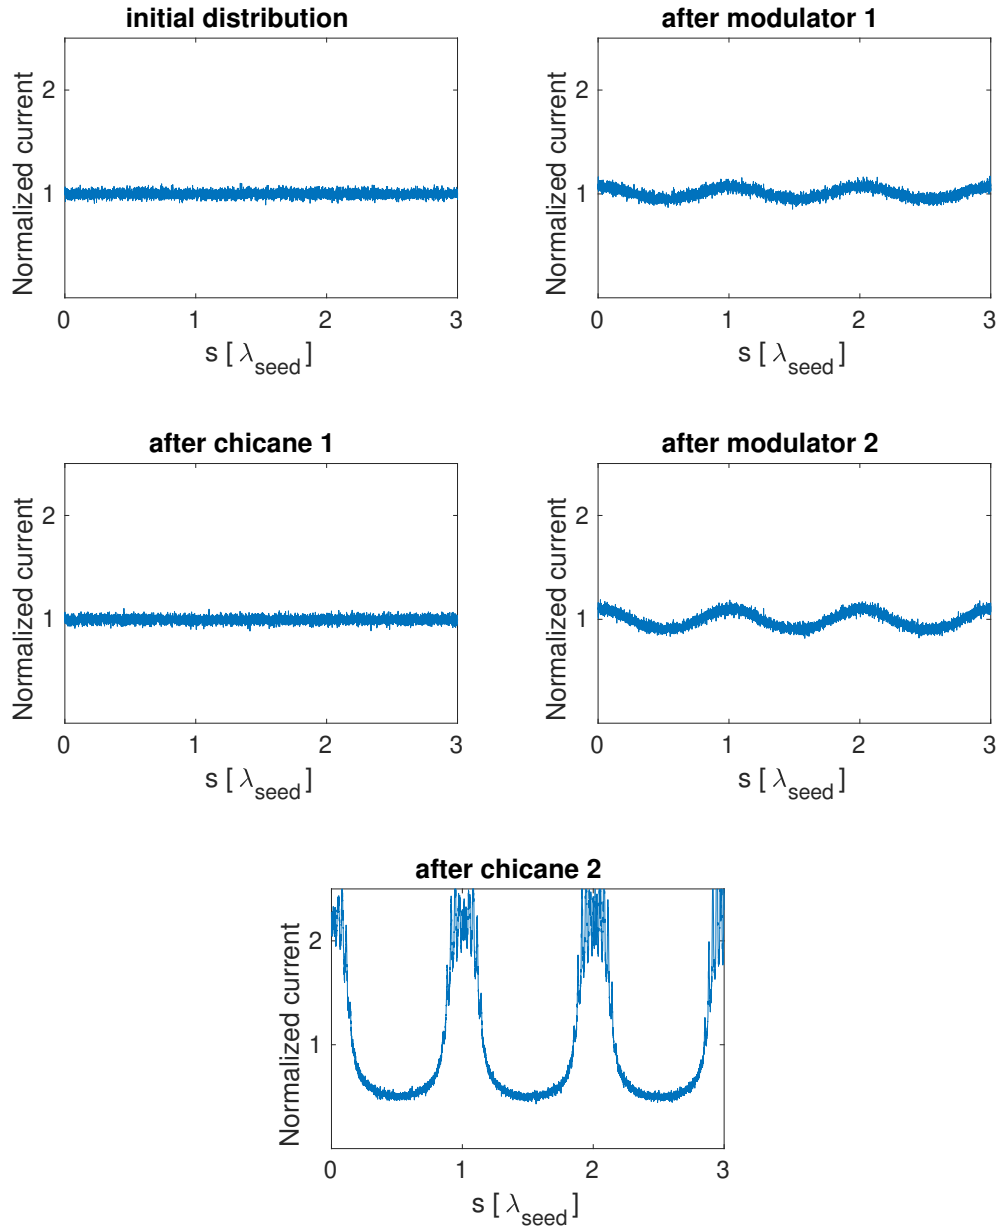 initial distribution
2
1
0 1 2 3
Normalized current
s [ λseed]
after modulator 1
2
1
0 1 2 3
Normalized current
s [ λseed]
after chicane 1
2
1
0 1 2 3
Normalized current
s [ λseed]
after modulator 2
2
1
0 1 2 3
Normalized current
s [ λseed]
after chicane 2
2
1
0 1 2 3
Normalized current
s [ λseed]